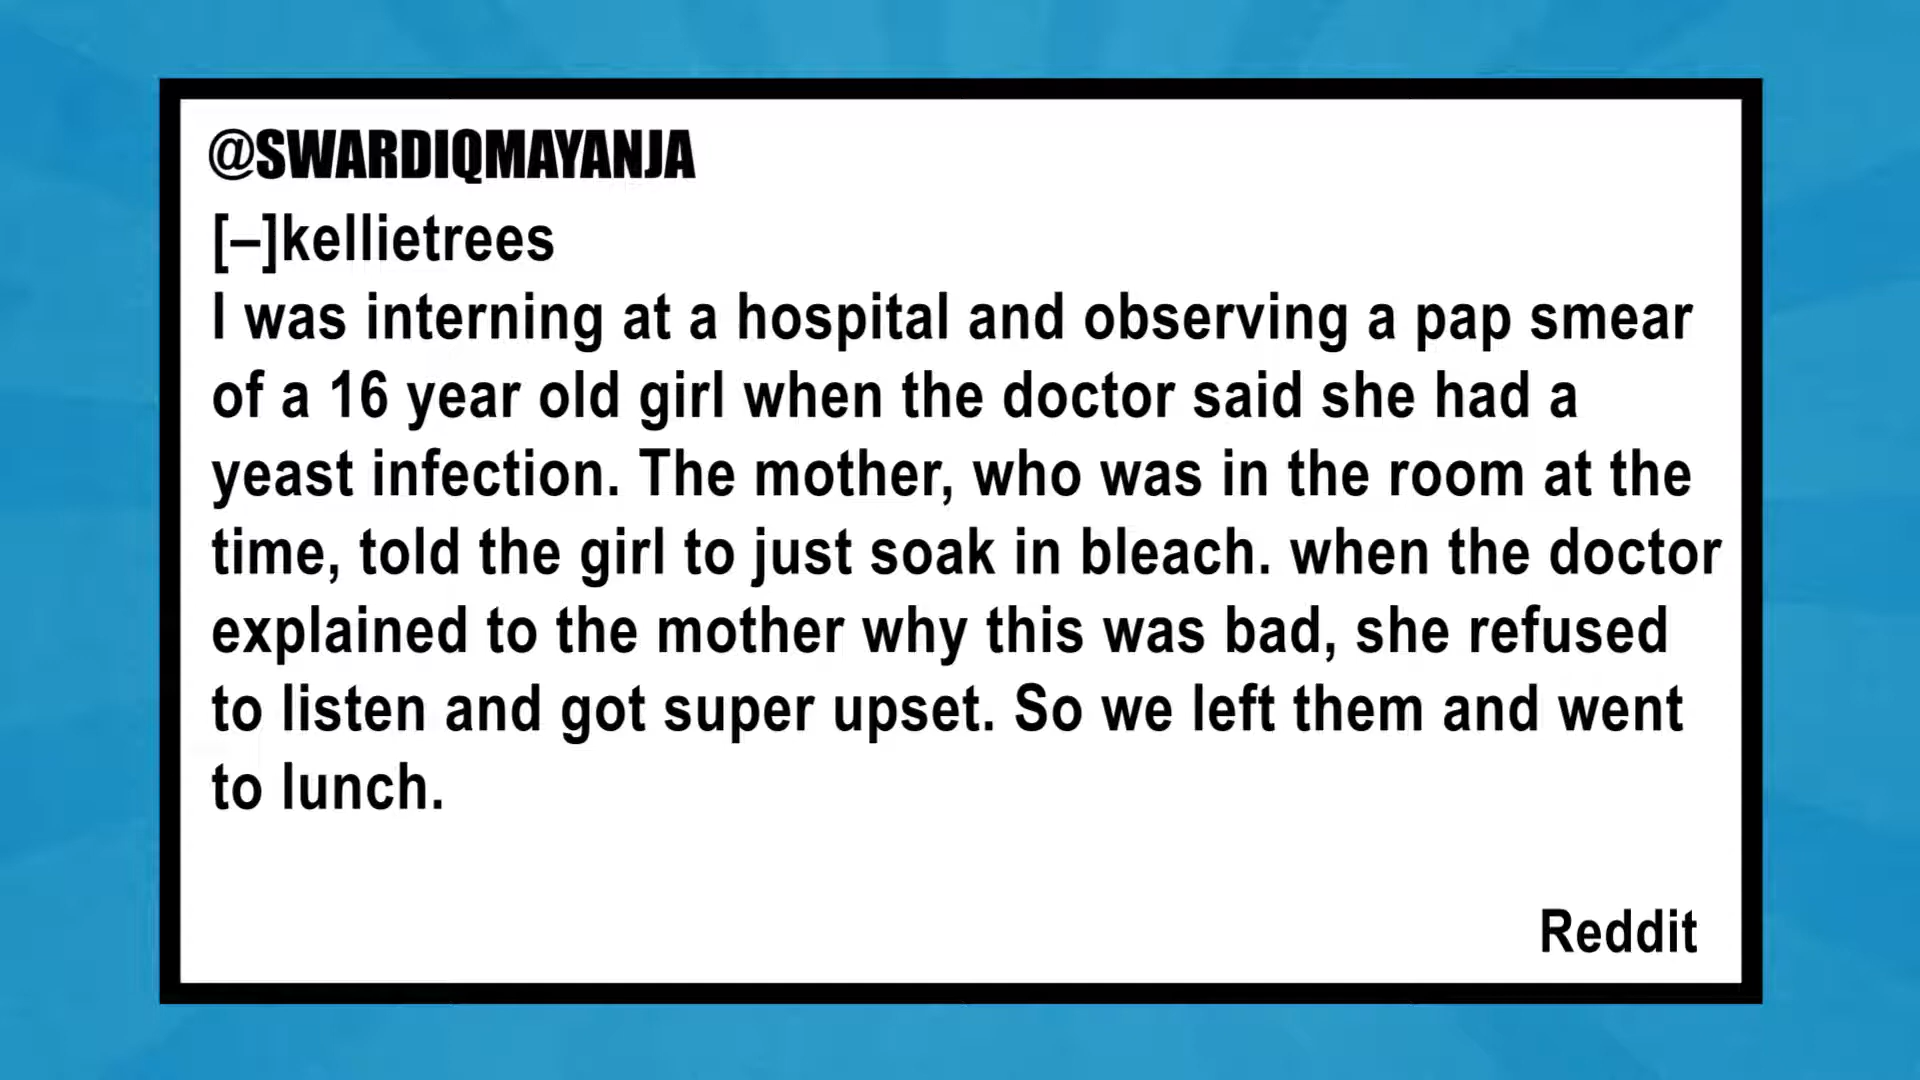 @SWARDIQMAYANJA
[–]kellietrees
I was interning at a hospital and observing a pap smear
of a 16 year old girl when the doctor said she had a
yeast infection. The mother, who was in the room at the
time, told the girl to just soak in bleach. when the doctor
explained to the mother why this was bad, she refused
to listen and got super upset. So we left them and went
to lunch.
Reddit